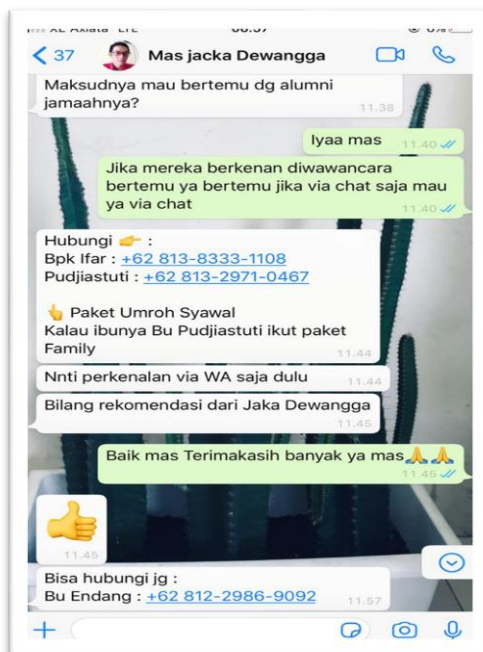 XL Axiata LTE
< 37 Mas jacka Dewangga
Maksudnya mau bertemu dg alumni
jamaahnya?
11.38
Iyaa mas 11.40
Jika mereka berkenan diwawancara
bertemu ya bertemu jika via chat saja mau
ya via chat
11.40
Hubungi 👉 :
Bpk Ifar : +62 813-8333-1108
Pudjiastuti : +62 813-2971-0467
👆 Paket Umroh Syawal
Kalau ibunya Bu Pudjiastuti ikut paket
Family
11.44
Nnti perkenalan via WA saja dulu 11.44
Bilang rekomendasi dari Jaka Dewangga
11.45
Baik mas Terimakasih banyak ya mas🙏🙏
11.45
👍
11.45
Bisa hubungi jg :
Bu Endang : +62 812-2986-9092 11.57